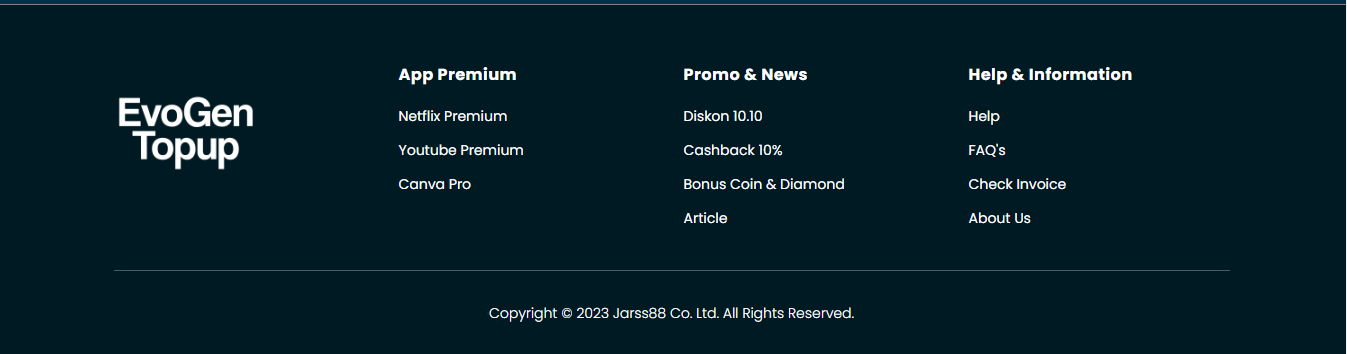 EvoGen
Topup
App Premium
Netflix Premium
Youtube Premium
Canva Pro
Promo & News
Diskon 10.10
Cashback 10%
Bonus Coin & Diamond
Article
Help & Information
Help
FAQ's
Check Invoice
About Us
Copyright © 2023 Jarss88 Co. Ltd. All Rights Reserved.